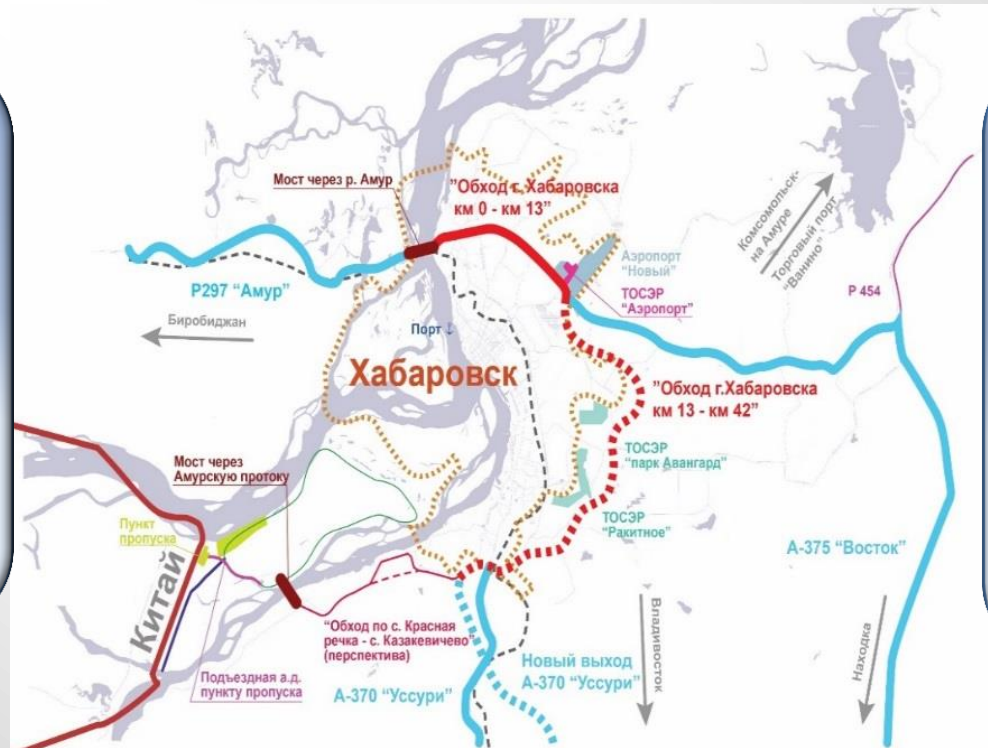 Мост через р. Амур
"Обход г. Хабаровска
км 0 - км 13"
Аэропорт
"Новый"
ТОСЭР
"Аэропорт"
Комсомольск-
на Амуре
Торговый порт
"Ванино"
Р 454
Р297 "Амур"
Биробиджан
Порт
Хабаровск
"Обход г.Хабаровска
км 13 - км 42"
ТОСЭР
"парк Авангард"
ТОСЭР
"Ракитное"
Мост через
Амурскую протоку
Пункт
пропуска
Китай
А-375 "Восток"
"Обход по с. Красная
речка - с. Казакевичево"
(перспектива)
Подъездная а.д.
пункту пропуска
А-370 "Уссури"
Новый выход
А-370 "Уссури"
Владивосток
Находка